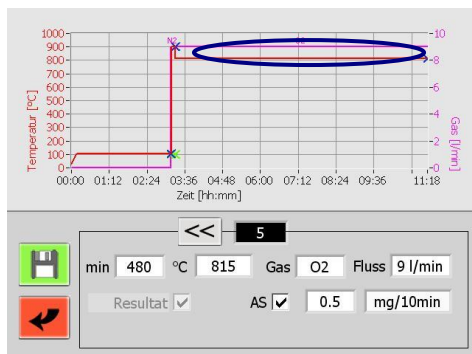 1000
900
800
700
600
500
400
300
200
100
0
Temperatur [°C]
N2
10
8
6
4
2
0
Gas [l/min]
00:00 01:12 02:24 03:36 04:48 06:00 07:12 08:24 09:36 11:18
Zeit [hh:mm]
<< 5
min 480 °C 815 Gas O2 Fluss 9 l/min
Resultat AS 0.5 mg/10min